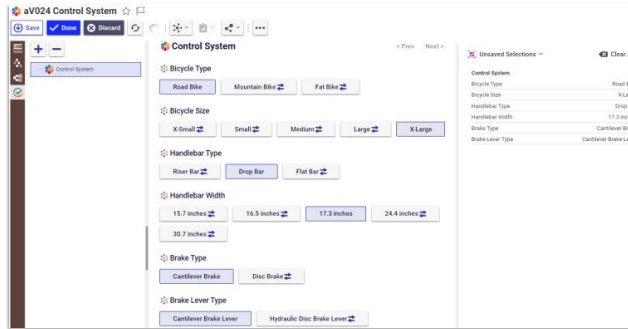 aV024 Control System
Save Done Discard
Control System
Control System
< Prev Next >
Bicycle Type
Road Bike Mountain Bike Fat Bike
Bicycle Size
X-Small Small Medium Large X-Large
Handlebar Type
Riser Bar Drop Bar Flat Bar
Handlebar Width
15.7 inches 16.5 inches 17.3 inches 24.4 inches
30.7 inches
Brake Type
Cantilever Brake Disc Brake
Brake Lever Type
Cantilever Brake Lever Hydraulic Disc Brake Lever
Unsaved Selections Clear
Control System
Bicycle Type Road
Bicycle Size X-La
Handlebar Type Drop
Handlebar Width 17.3 inc
Brake Type Cantilever Br
Brake Lever Type Cantilever Brake Le